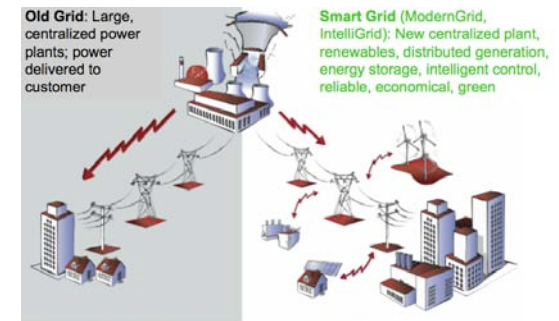 Old Grid: Large,
centralized power
plants; power
delivered to
customer
Smart Grid (ModernGrid,
IntelliGrid): New centralized plant,
renewables, distributed generation,
energy storage, intelligent control,
reliable, economical, green